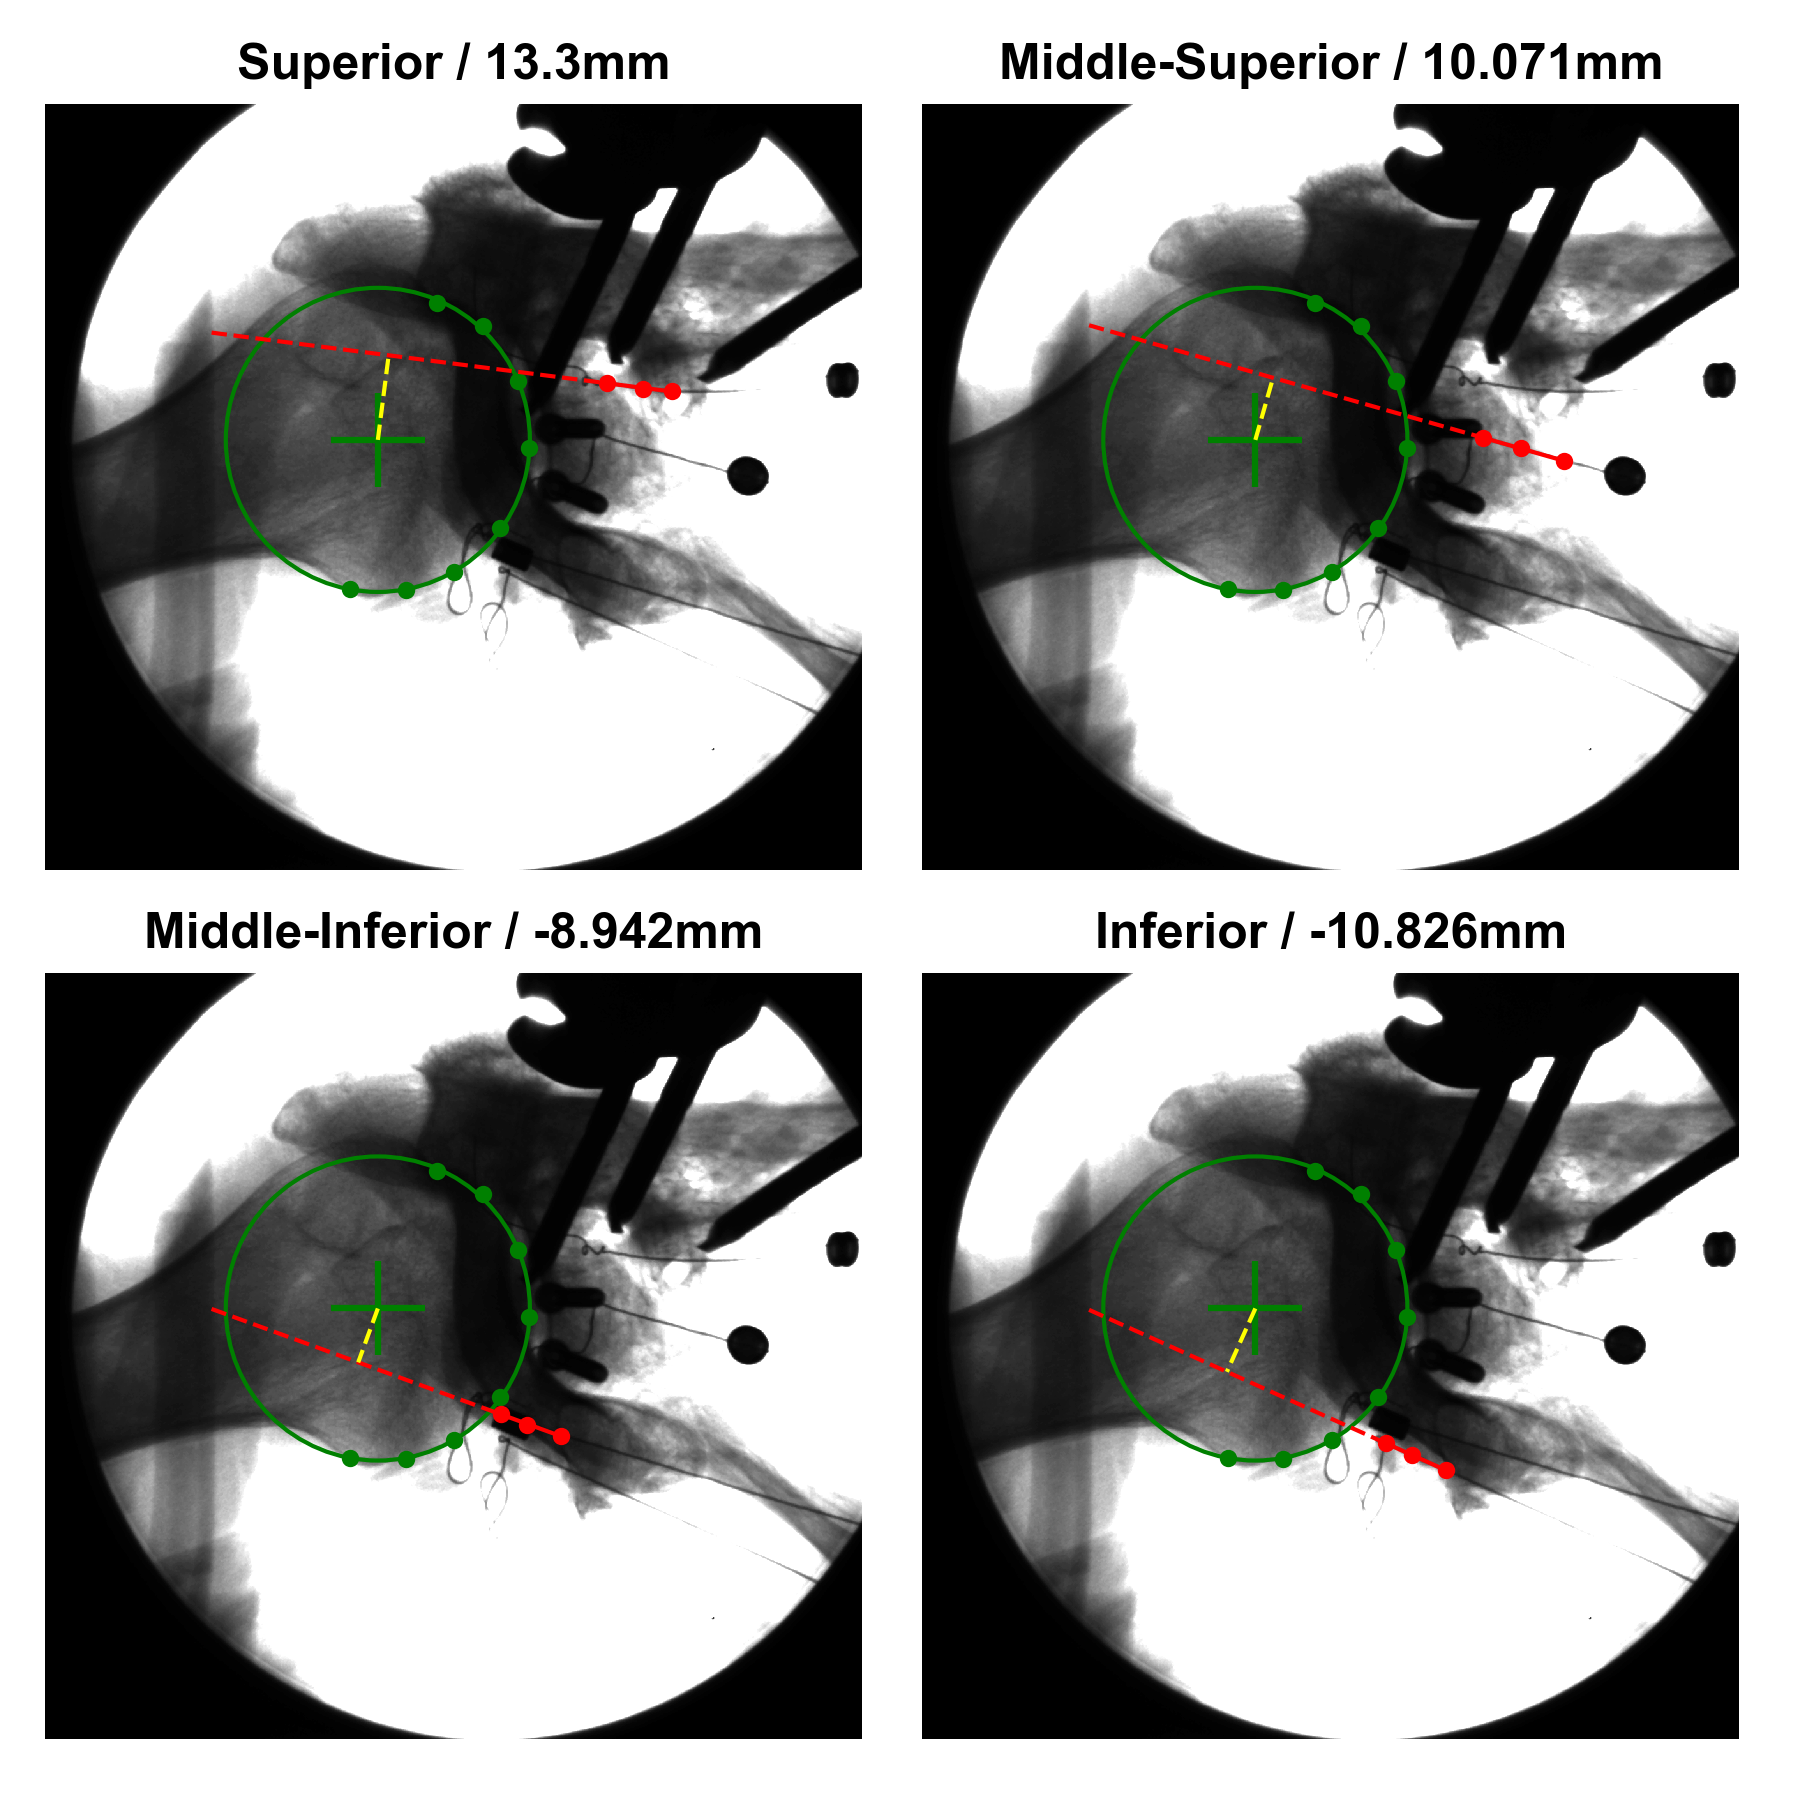 Superior / 13.3mm
Middle-Superior / 10.071mm
Middle-Inferior / -8.942mm
Inferior / -10.826mm